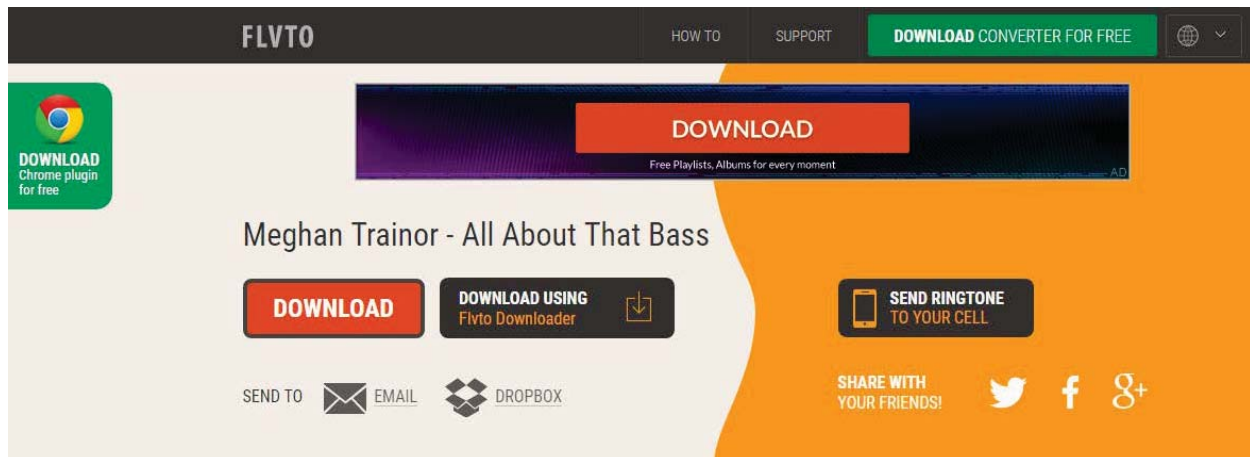 FLVTO
HOW TO
SUPPORT
DOWNLOAD CONVERTER FOR FREE
DOWNLOAD
Chrome plugin
for free
DOWNLOAD
Free Playlists, Albums for every moment
AD
Meghan Trainor - All About That Bass
DOWNLOAD
DOWNLOAD USING
Flvto Downloader
SEND RINGTONE
TO YOUR CELL
SEND TO
EMAIL
DROPBOX
SHARE WITH
YOUR FRIENDS!